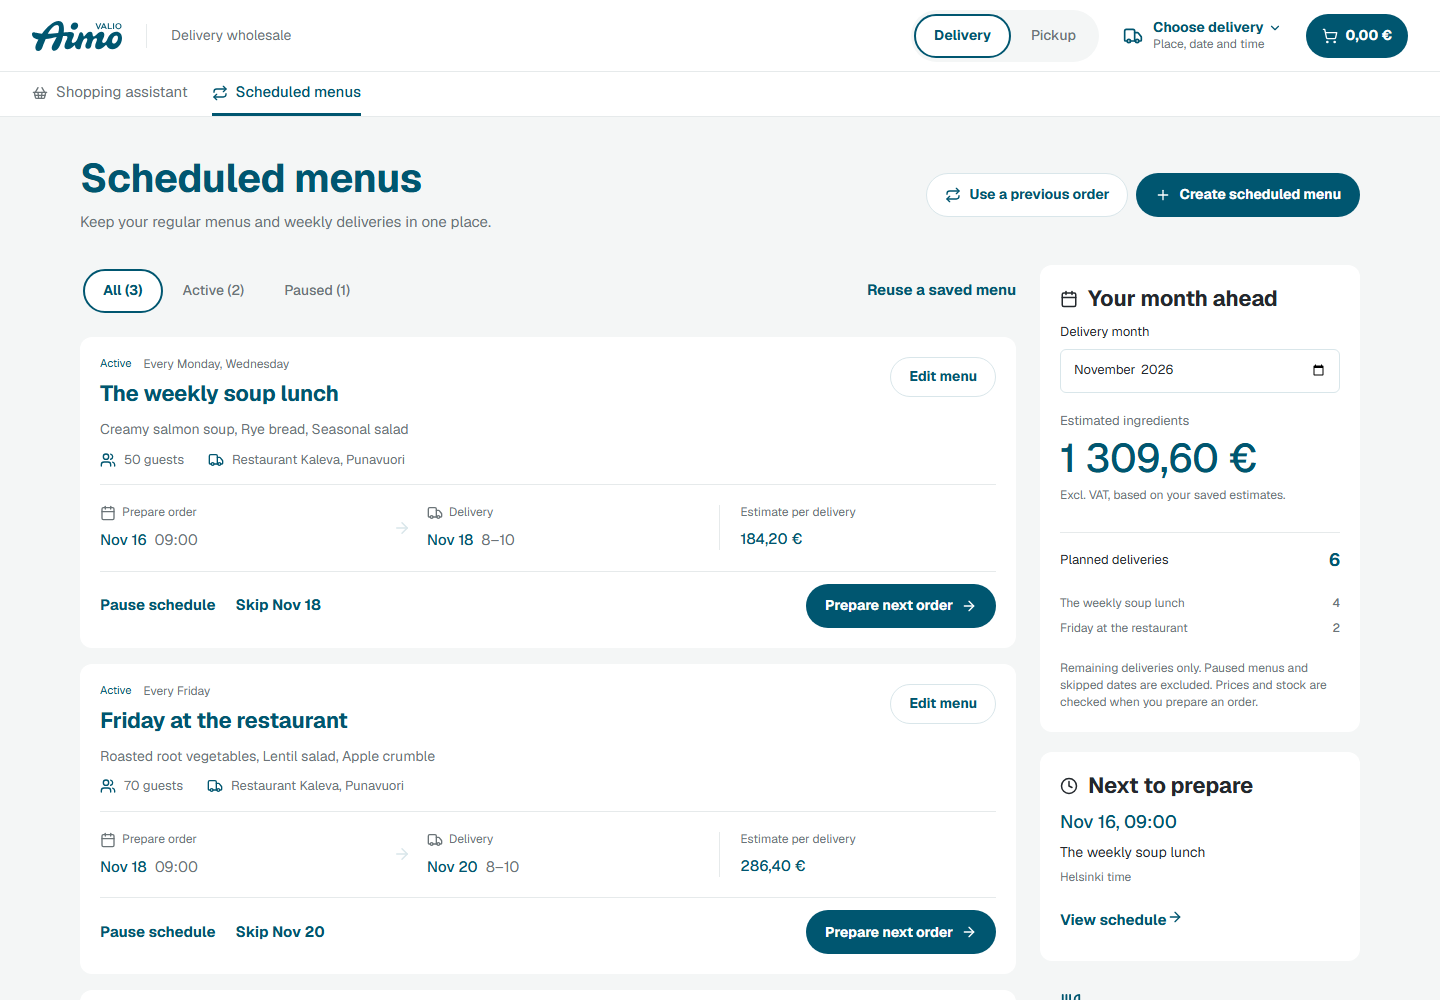 VALIO
Aimo
Delivery wholesale
Delivery
Pickup
Choose delivery
Place, date and time
0,00 €
Shopping assistant
Scheduled menus
Scheduled menus
Keep your regular menus and weekly deliveries in one place.
Use a previous order
Create scheduled menu
All (3)
Active (2)
Paused (1)
Reuse a saved menu
Active Every Monday, Wednesday
The weekly soup lunch
Edit menu
Creamy salmon soup, Rye bread, Seasonal salad
50 guests Restaurant Kaleva, Punavuori
Prepare order
Nov 16 09:00
Delivery
Nov 18 8–10
Estimate per delivery
184,20 €
Pause schedule
Skip Nov 18
Prepare next order
Active Every Friday
Friday at the restaurant
Edit menu
Roasted root vegetables, Lentil salad, Apple crumble
70 guests Restaurant Kaleva, Punavuori
Prepare order
Nov 18 09:00
Delivery
Nov 20 8–10
Estimate per delivery
286,40 €
Pause schedule
Skip Nov 20
Prepare next order
Your month ahead
Delivery month
November 2026
Estimated ingredients
1 309,60 €
Excl. VAT, based on your saved estimates.
Planned deliveries 6
The weekly soup lunch 4
Friday at the restaurant 2
Remaining deliveries only. Paused menus and
skipped dates are excluded. Prices and stock are
checked when you prepare an order.
Next to prepare
Nov 16, 09:00
The weekly soup lunch
Helsinki time
View schedule